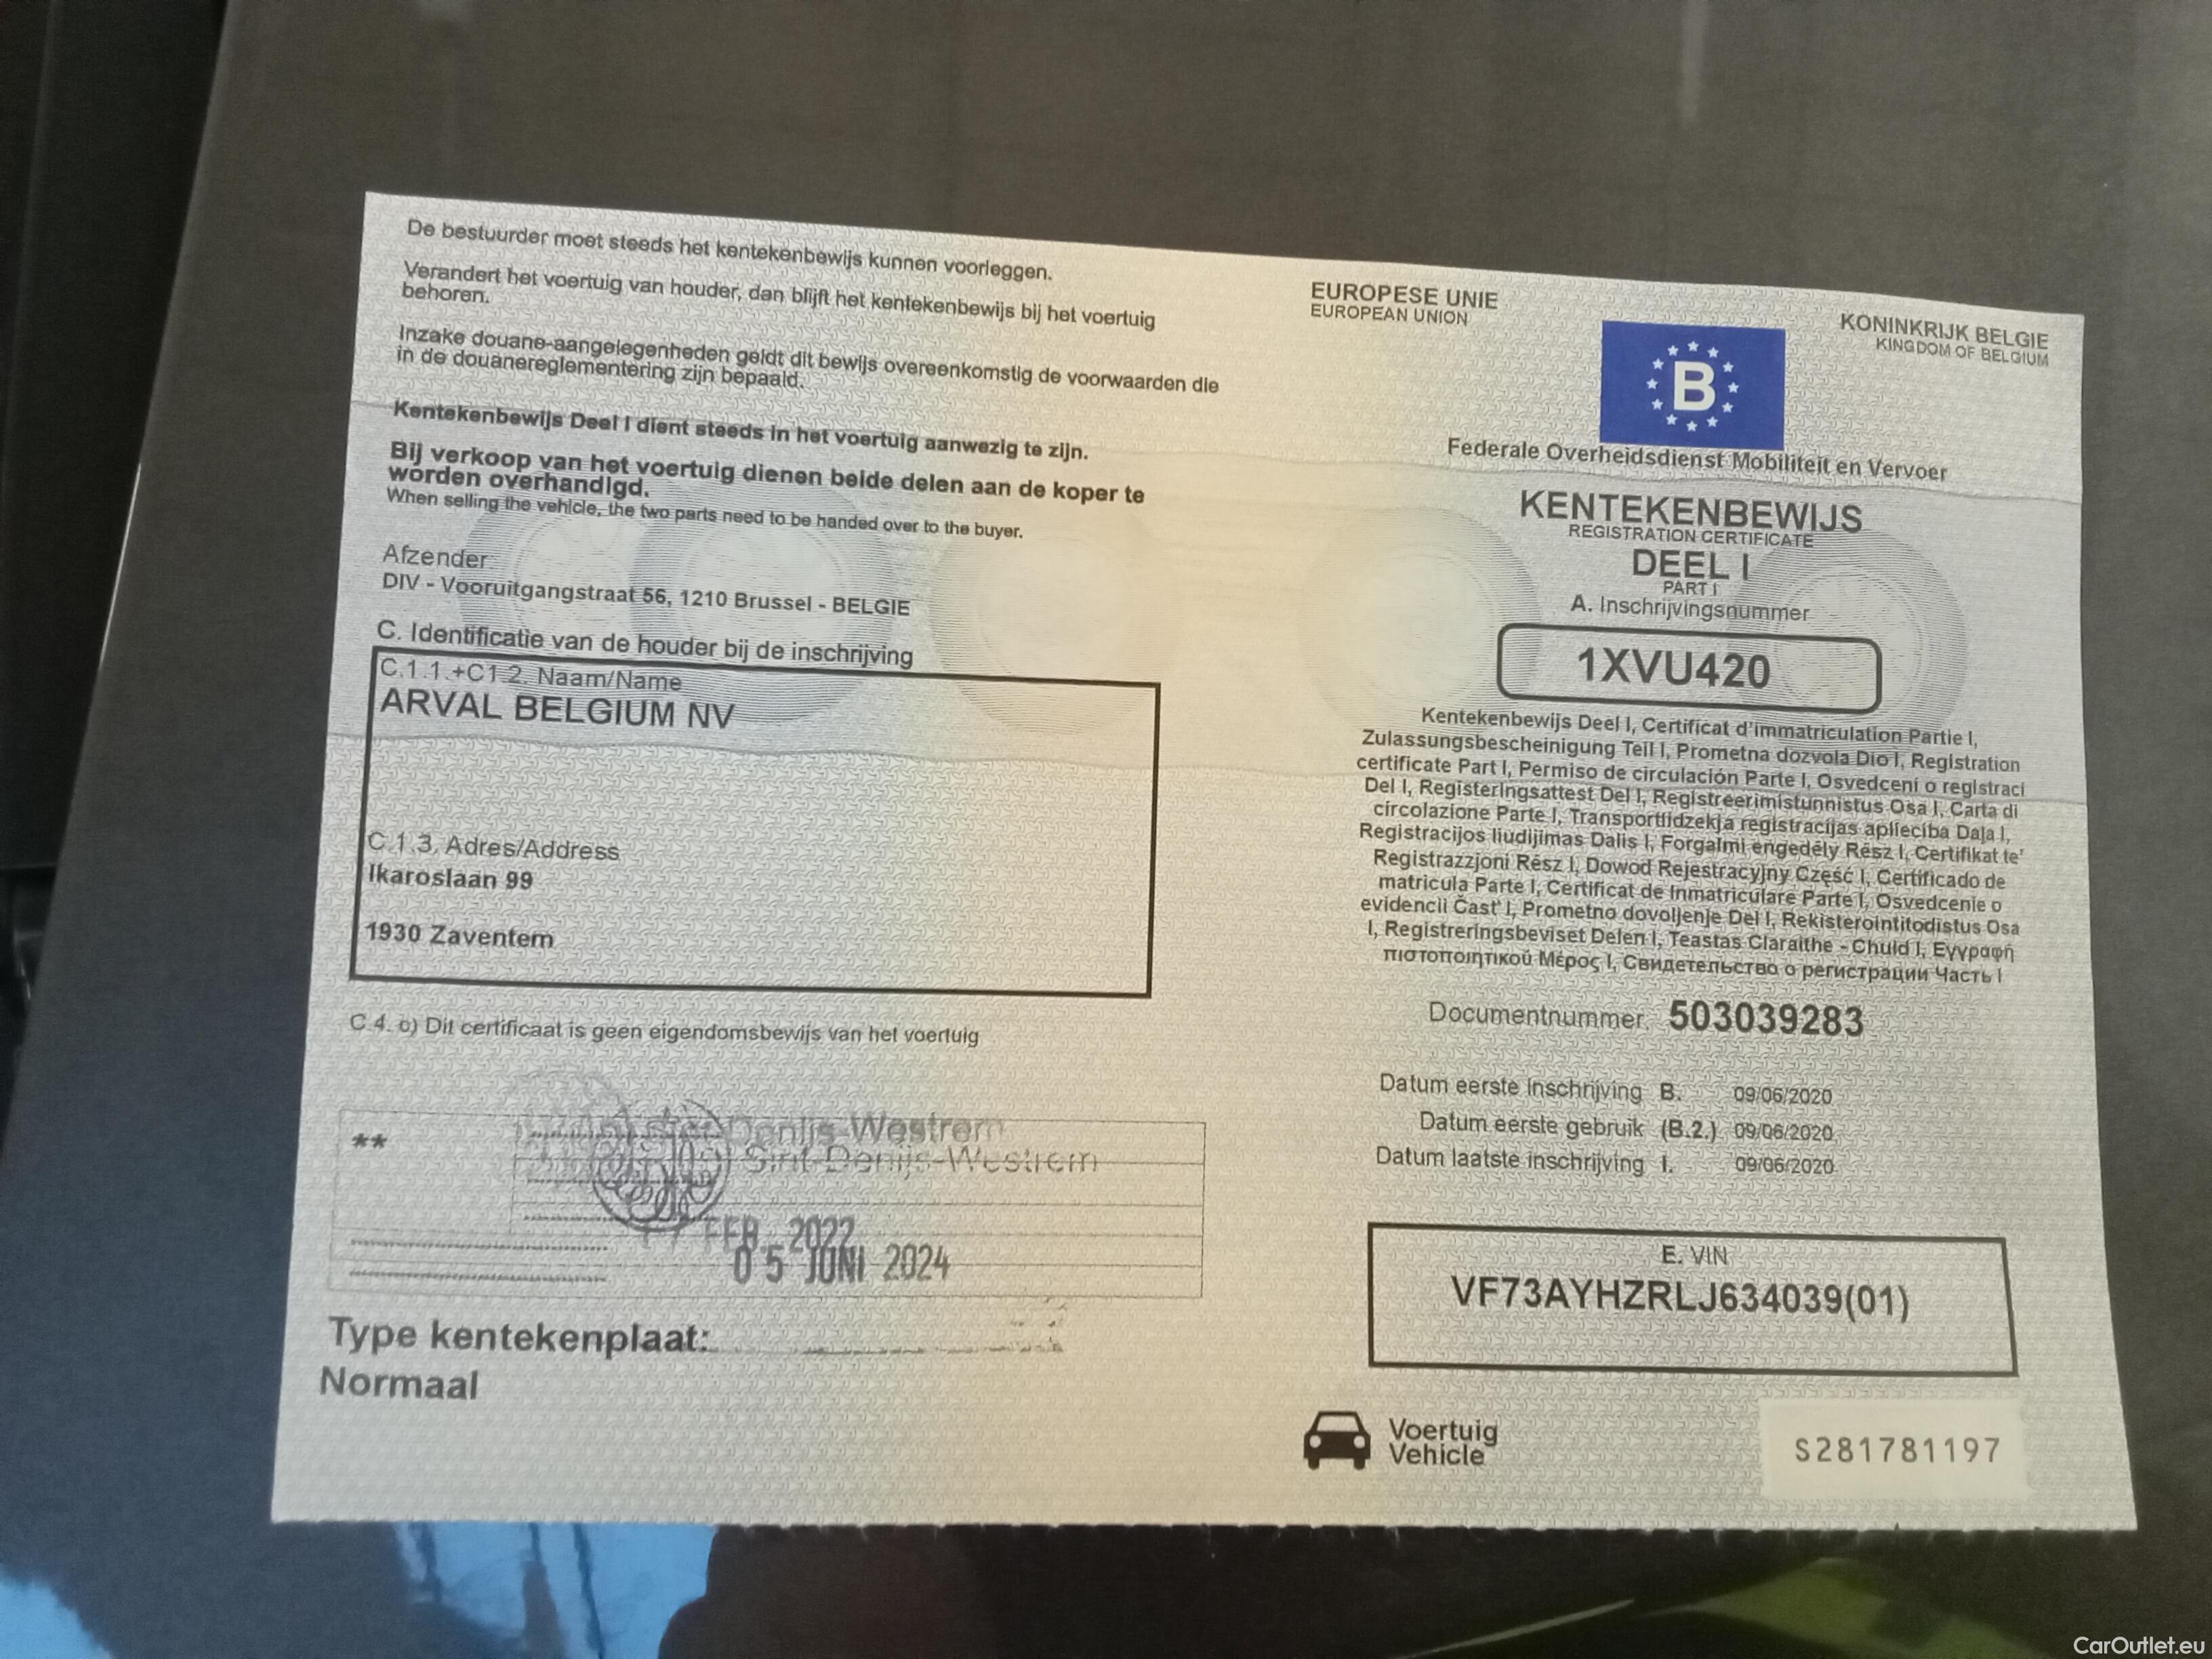 De bestuurder moet steeds het kentekenbewijs kunnen voorleggen.
Verandert het voertuig van houder, dan blijft het kentekenbewijs bij het voertuig
behoren.
Inzake douane-aangelegenheden geldt dit bewijs overeenkomstig de voorwaarden die
in de douanereglementering zijn bepaald.
Kentekenbewijs Deel I dient steeds in het voertuig aanwezig te zijn.
Bij verkoop van het voertuig dienen beide delen aan de koper te
worden overhandigd.
When selling the vehicle, the two parts need to be handed over to the buyer.
Afzender:
DIV - Vooruitgangstraat 56, 1210 Brussel - BELGIE
C. Identificatie van de houder bij de inschrijving
C.1.1.+C1.2. Naam/Name
ARVAL BELGIUM NV
C.1.3. Adres/Address
Ikaroslaan 99
1930 Zaventem
C.4. c) Dit certificaat is geen eigendomsbewijs van het voertuig
**
Denijs-Westrem
Sint-Denijs-Westrem
FEB 2022
05 JUNI 2024
Type kentekenplaat:
Normaal
EUROPESE UNIE
EUROPEAN UNION
B
KONINKRIJK BELGIE
KINGDOM OF BELGIUM
Federale Overheidsdienst Mobiliteit en Vervoer
KENTEKENBEWIJS
REGISTRATION CERTIFICATE
DEEL I
PART I
A. Inschrijvingsnummer
1XVU420
Kentekenbewijs Deel I, Certificat d'immatriculation Partie I,
Zulassungsbescheinigung Teil I, Prometna dozvola Dio I, Registration
certificate Part I, Permiso de circulación Parte I, Osvedcení o registraci
Del I, Registeringsattest Del I, Registreerimistunnistus Osa I, Carta di
circolazione Parte I, Transportlidzekja registracijas aplieciba Daļa I,
Registracijos liudijimas Dalis I, Forgalmi engedély Rész I, Certifikat te'
Registrazzjoni Rész I, Dowod Rejestracyjny Część I, Certificado de
matricula Parte I, Certificat de Inmatriculare Parte I, Osvedcenie o
evidencii Čast' I, Prometno dovoljenje Del I, Rekisterointitodistus Osa
I, Registreringsbeviset Delen I, Teastas Claraithe - Chuid I, Εγγραφή
πιστοποιητικού Μέρος I, Свидетельство о регистрации Часть I
Documentnummer 503039283
Datum eerste inschrijving B. 09/06/2020
Datum eerste gebruik (B.2.) 09/06/2020
Datum laatste inschrijving I. 09/06/2020
E. VIN
VF73AYHZRLJ634039(01)
Voertuig
Vehicle
S281781197
CarOutlet.eu